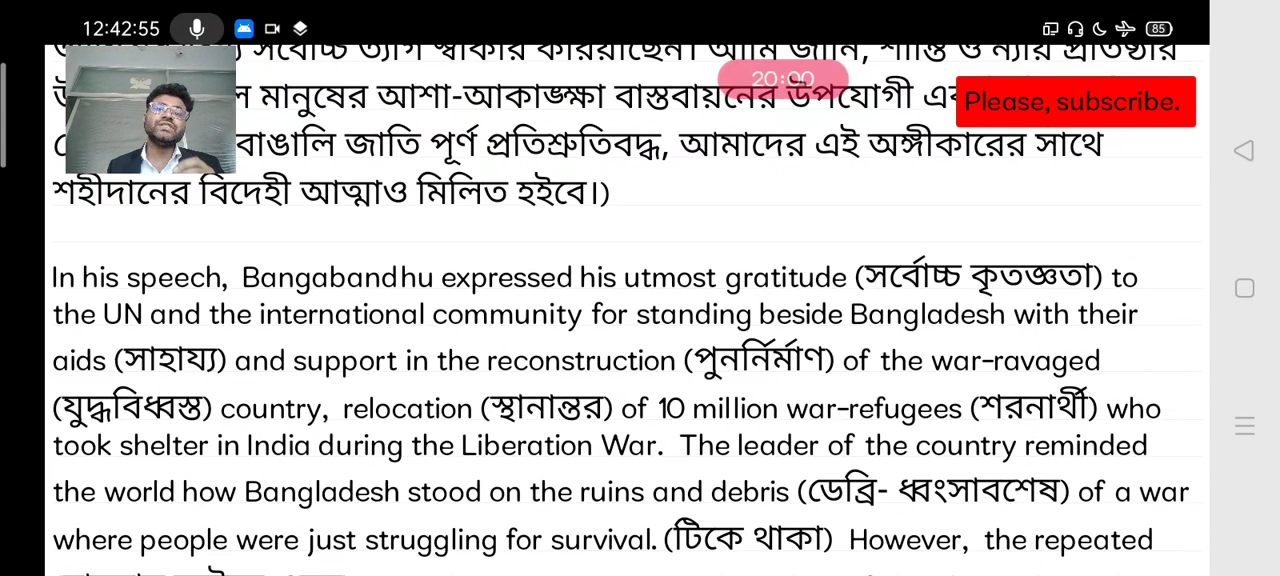 12:42:55
85
সর্বোচ্চ ত্যাগ স্বীকার করিয়াছেন। আমি জানি, শান্তি ও ন্যায় প্রতিষ্ঠার
20:00
মানুষের আশা-আকাঙ্ক্ষা বাস্তবায়নের উপযোগী
Please, subscribe.
বাঙালি জাতি পূর্ণ প্রতিশ্রুতিবদ্ধ, আমাদের এই অঙ্গীকারের সাথে
শহীদানের বিদেহী আত্মাও মিলিত হইবে।)
In his speech, Bangabandhu expressed his utmost gratitude (সর্বোচ্চ কৃতজ্ঞতা) to
the UN and the international community for standing beside Bangladesh with their
aids (সাহায্য) and support in the reconstruction (পুনর্নির্মাণ) of the war-ravaged
(যুদ্ধবিধ্বস্ত) country, relocation (স্থানান্তর) of 10 million war-refugees (শরনার্থী) who
took shelter in India during the Liberation War. The leader of the country reminded
the world how Bangladesh stood on the ruins and debris (ডেব্রি- ধ্বংসাবশেষ) of a war
where people were just struggling for survival. (টিকে থাকা) However, the repeated